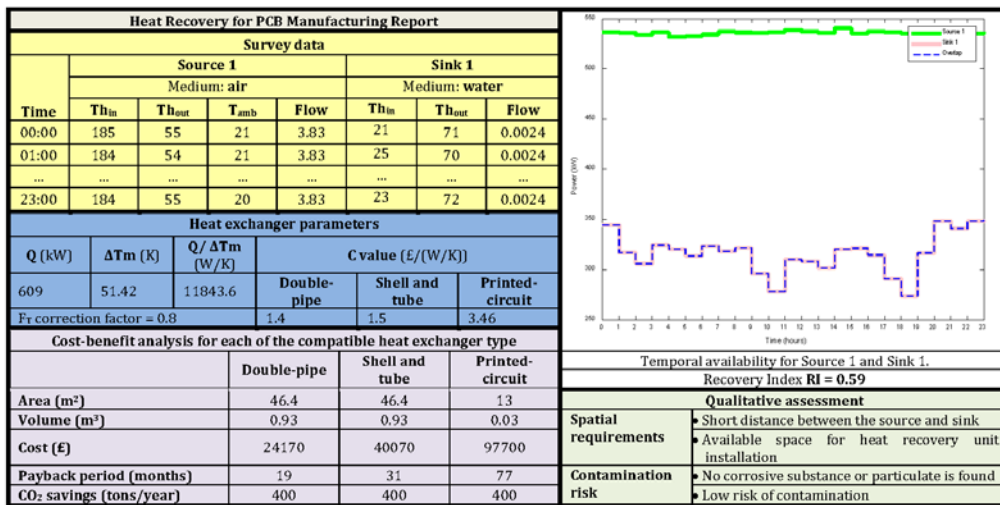 Heat Recovery for PCB Manufacturing Report
Survey data
Time Source 1 Sink 1
Medium: air Medium: water
Th_in Th_out T_amb Flow Th_in Th_out Flow
00:00 185 55 21 3.83 21 71 0.0024
01:00 184 54 21 3.83 25 70 0.0024
... ... ... ... ... ... ...
23:00 184 55 20 3.83 23 72 0.0024
Heat exchanger parameters
Q (kW) ΔTm (K) Q/ ΔTm (W/K) C value (£/(W/K))
609 51.42 11843.6 Double-pipe Shell and tube Printed-circuit
F_T correction factor = 0.8 1.4 1.5 3.46
Cost-benefit analysis for each of the compatible heat exchanger type
Double-pipe Shell and tube Printed-circuit
Area (m²) 46.4 46.4 13
Volume (m³) 0.93 0.93 0.03
Cost (£) 24170 40070 97700
Payback period (months) 19 31 77
CO₂ savings (tons/year) 400 400 400
Source 1
Sink 1
Overlap
550
500
450
400
350
300
250
Power (kW)
0 1 2 3 4 5 6 7 8 9 10 11 12 13 14 15 16 17 18 19 20 21 22 23
Time (hours)
Temporal availability for Source 1 and Sink 1.
Recovery Index RI = 0.59
Qualitative assessment
Spatial requirements
• Short distance between the source and sink
• Available space for heat recovery unit
installation
Contamination risk
• No corrosive substance or particulate is found
• Low risk of contamination